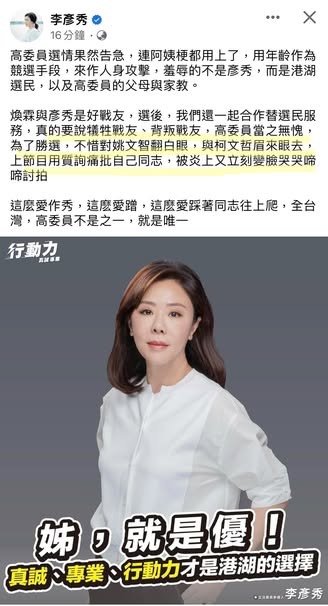 李彥秀
16分鐘
高委員選情果然告急，連阿姨梗都用上了，用年齡作為
競選手段，來作人身攻擊，羞辱的不是彥秀，而是港湖
選民，以及高委員的父母與家教。
煥霖與彥秀是好戰友，選後，我們還一起合作替選民服
務，真的要說犧牲戰友、背叛戰友，高委員當之無愧，
為了勝選，不惜對姚文智翻白眼，與柯文哲眉來眼去，
上節目用質詢痛批自己同志，被炎上又立刻變臉哭哭啼
啼討拍
這麼愛作秀，這麼愛蹭，這麼愛踩著同志往上爬，全台
灣，高委員不是之一，就是唯一
行動力
真誠專業
姊，就是優！
真誠、專業、行動力才是港湖的選擇
李彥秀